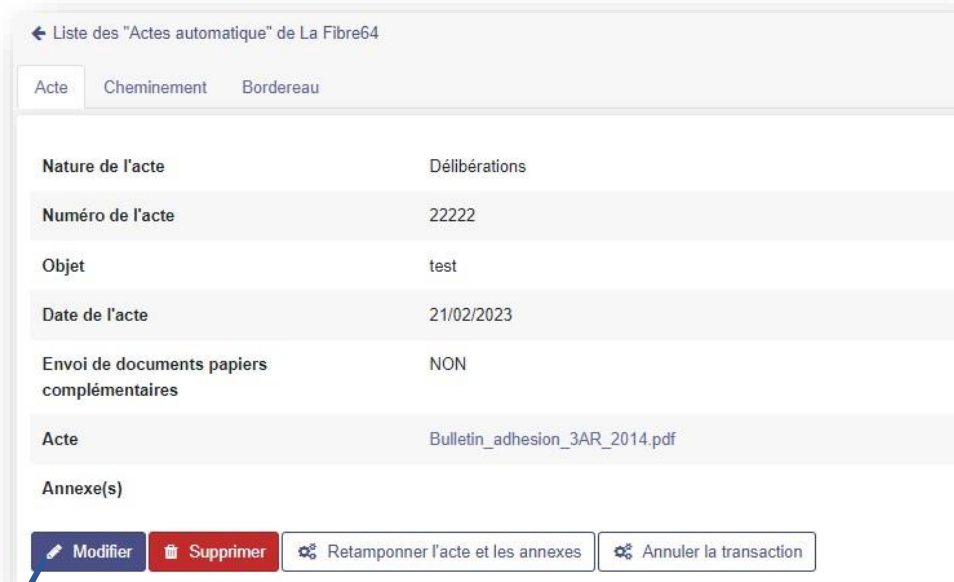 Liste des "Actes automatique" de La Fibre64
Acte Cheminement Bordereau
Nature de l'acte Délibérations
Numéro de l'acte 22222
Objet test
Date de l'acte 21/02/2023
Envoi de documents papiers NON
complémentaires
Acte Bulletin_adhesion_3AR_2014.pdf
Annexe(s)
Modifier Supprimer Retamponner l'acte et les annexes Annuler la transaction